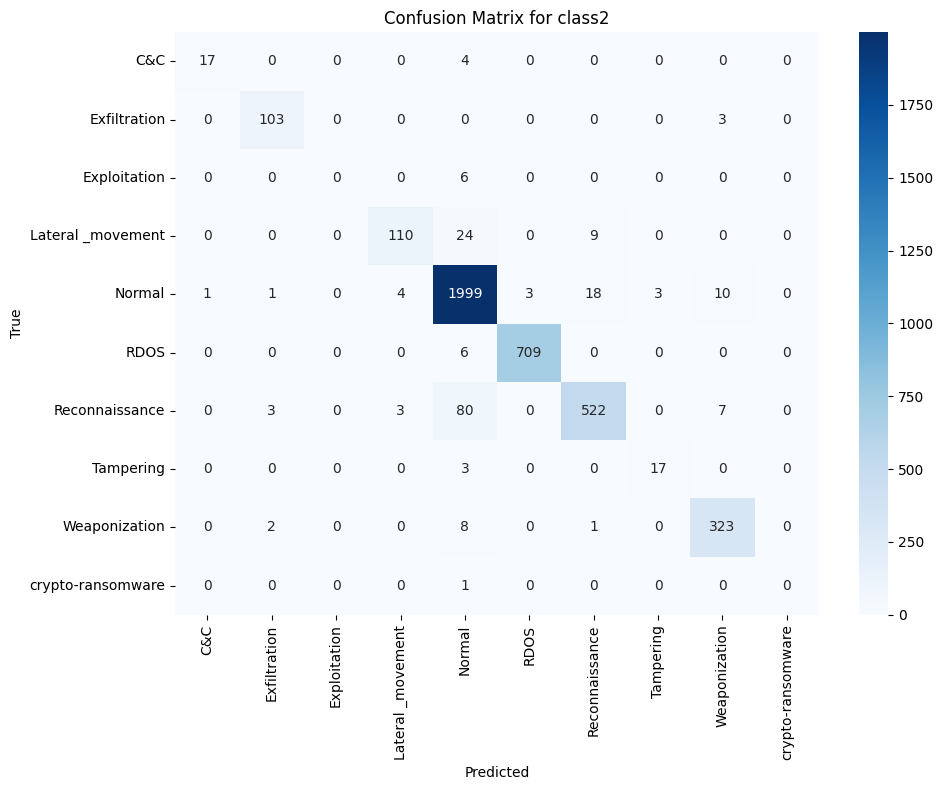 Confusion Matrix for class2
True
C&C 17 0 0 0 4 0 0 0 0 0
Exfiltration 0 103 0 0 0 0 0 0 3 0
Exploitation 0 0 0 0 6 0 0 0 0 0
Lateral _movement 0 0 0 110 24 0 9 0 0 0
Normal 1 1 0 4 1999 3 18 3 10 0
RDOS 0 0 0 0 6 709 0 0 0 0
Reconnaissance 0 3 0 3 80 0 522 0 7 0
Tampering 0 0 0 0 3 0 0 17 0 0
Weaponization 0 2 0 0 8 0 1 0 323 0
crypto-ransomware 0 0 0 0 1 0 0 0 0 0
C&C
Exfiltration
Exploitation
Lateral _movement
Normal
RDOS
Reconnaissance
Tampering
Weaponization
crypto-ransomware
Predicted
1750
1500
1250
1000
750
500
250
0